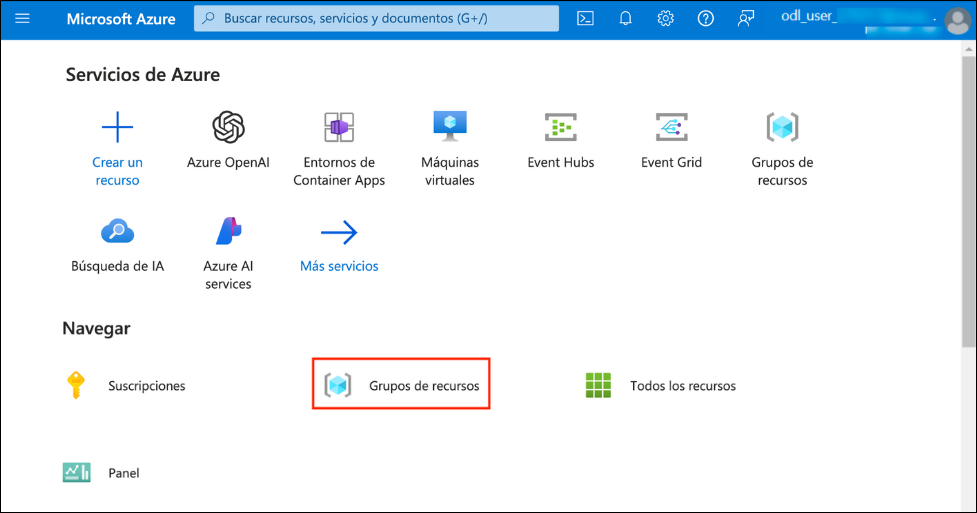 Microsoft Azure
Buscar recursos, servicios y documentos (G+/)
odl_user_
Servicios de Azure
Crear un
recurso
Azure OpenAI
Entornos de
Container Apps
Máquinas
virtuales
Event Hubs
Event Grid
Grupos de
recursos
Búsqueda de IA
Azure AI
services
Más servicios
Navegar
Suscripciones
Grupos de recursos
Todos los recursos
Panel